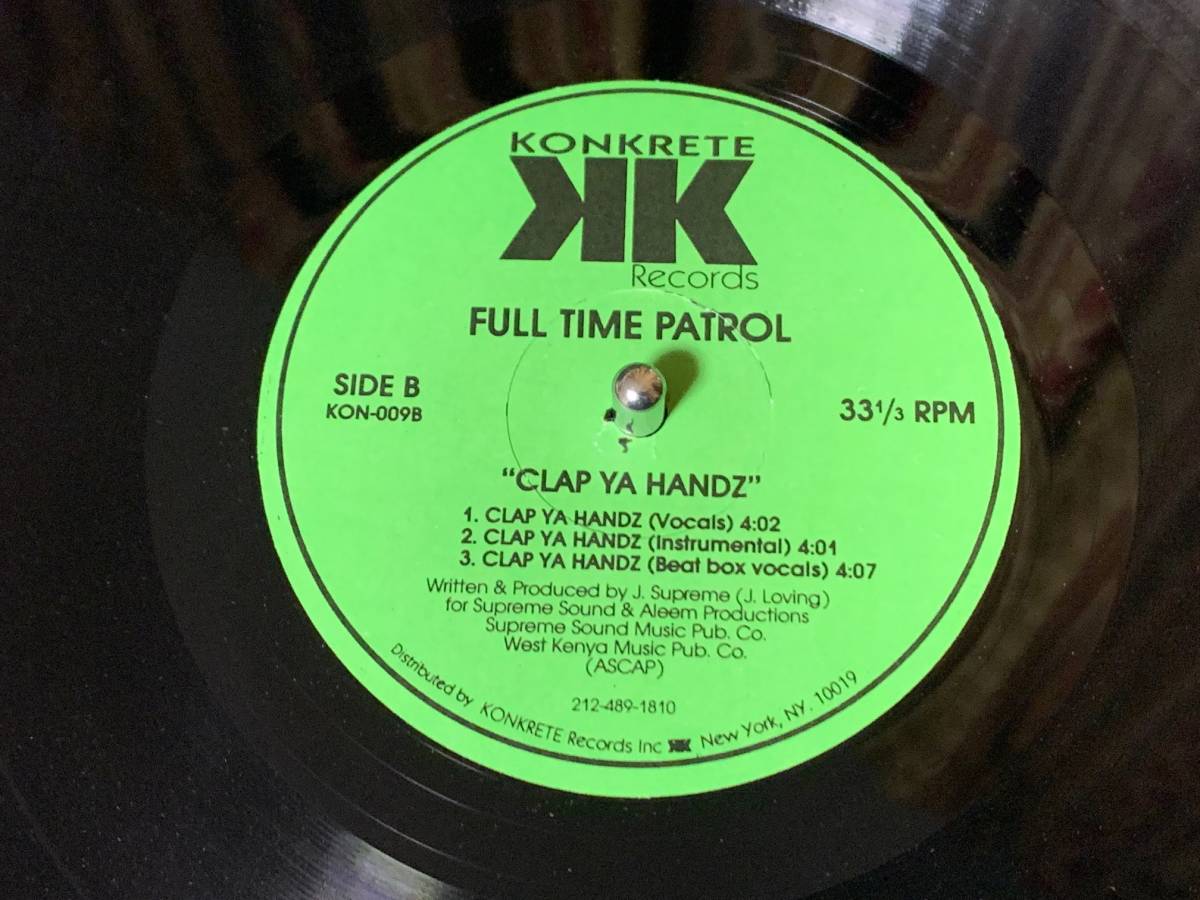 KONKRETE
KK
Records
FULL TIME PATROL
SIDE B
KON-009B
33 1/3 RPM
"CLAP YA HANDZ"
1. CLAP YA HANDZ (Vocals) 4:02
2. CLAP YA HANDZ (Instrumental) 4:01
3. CLAP YA HANDZ (Beat box vocals) 4:07
Written & Produced by J. Supreme (J. Loving)
for Supreme Sound & Aleem Productions
Supreme Sound Music Pub. Co.
West Kenya Music Pub. Co.
(ASCAP)
212-489-1810
Distributed by KONKRETE Records Inc KK New York, NY. 10019